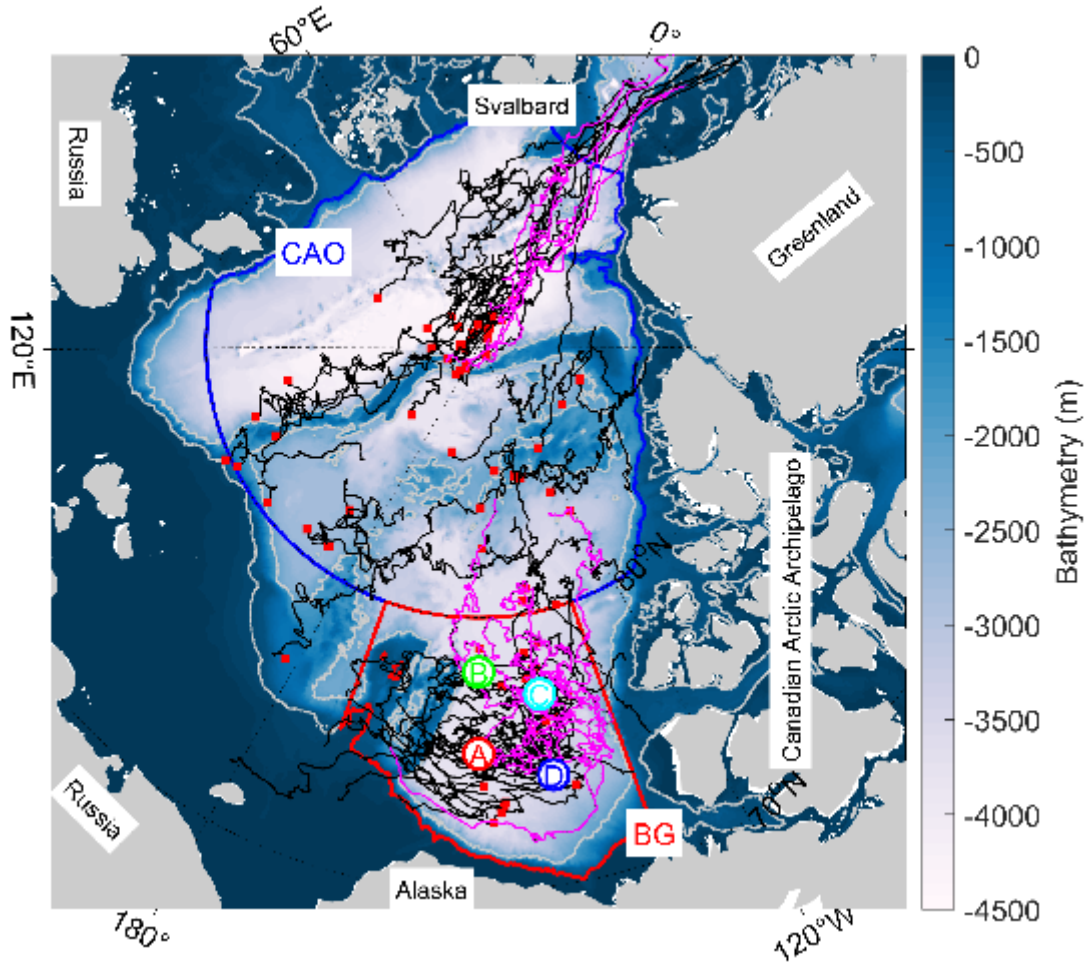 60°E
0°
Svalbard
Russia
Greenland
CAO
120°E
80°N
Canadian Arctic Archipelago
B
C
A
D
70°N
BG
Russia
Alaska
180°
120°W
0
-500
-1000
-1500
-2000
-2500
-3000
-3500
-4000
-4500
Bathymetry (m)